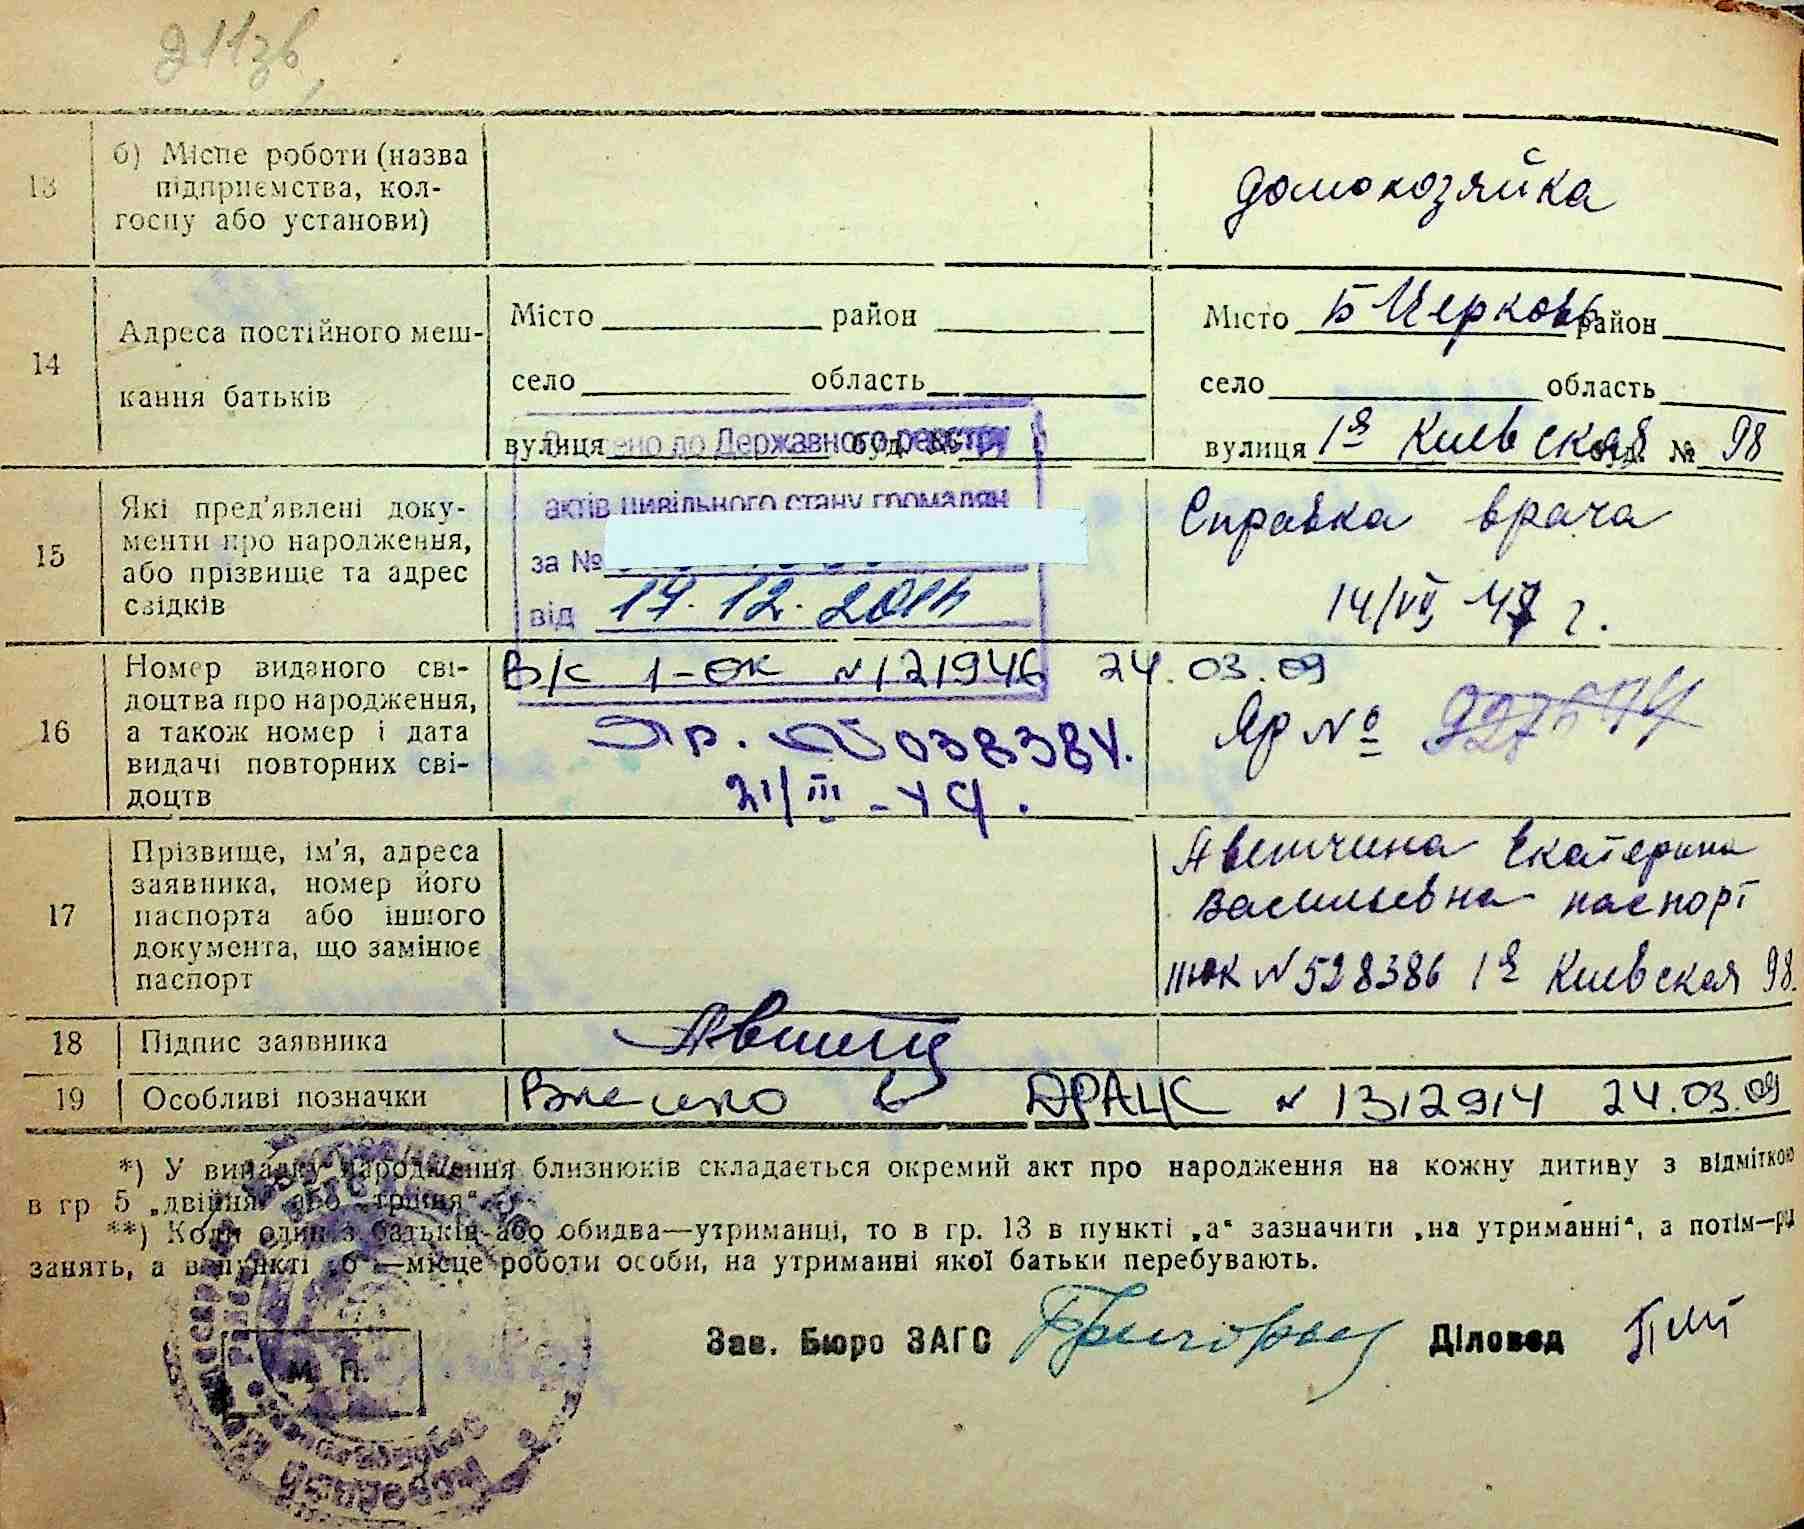 13
б) Місце роботи (назва
підприємства, кол-
госпу або установи)
домохозяйка
14
Адреса постійного меш-
кання батьків
Місто район
село область
вулиця буд. №
Місто Б Церковь район
село область
вулиця 1я Киевская буд. № 98
Внесено до Державного реєстру
актів цивільного стану громадян
за №
від 17.12.2014
15
Які пред'явлені доку-
менти про народження,
або прізвище та адрес
свідків
Справка врача
14/VII 47 г.
16
Номер виданого сві-
доцтва про народження,
а також номер і дата
видачі повторних сві-
доцтв
В/К 1-ОК №121946 24.03.09
038384.
21/III
Яр №
17
Прізвище, ім'я, адреса
заявника, номер його
паспорта або іншого
документа, що замінює
паспорт
Аветчина Екатерина
Васильевна паспорт
№528386 1я Киевская 98.
18
Підпис заявника
19
Особливі позначки
Внесено в ДРАЦС № 1312914 24.03.09
*) У випадку народження близнюків складається окремий акт про народження на кожну дитину з відміткою
в гр 5 „двійня“ або „трійня“
**) Коли один з батьків або обидва—утриманці, то в гр. 13 в пункті „а“ зазначити „на утриманні“, а потім—рід
занять, а в пункті „б“—місце роботи особи, на утриманні якої батьки перебувають.
М. П.
Зав. Бюро ЗАГС
Діловод